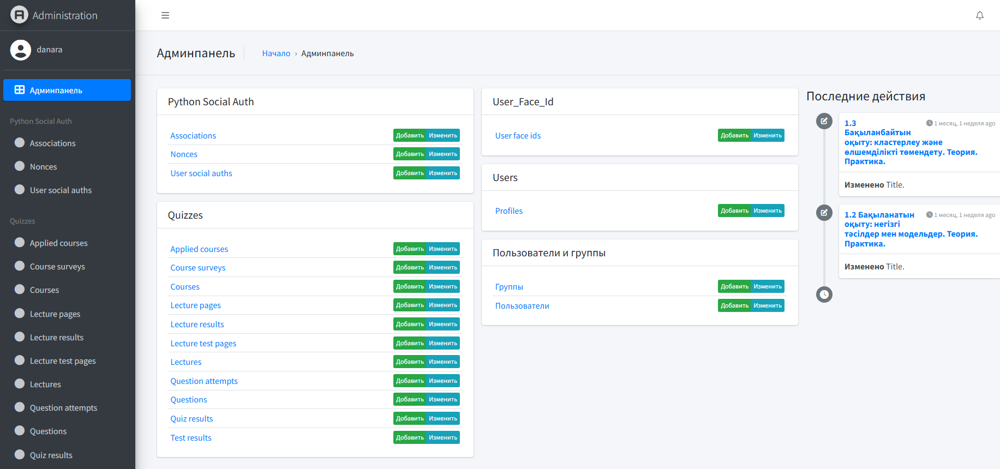 Administration
danara
Админпанель
Python Social Auth
Associations
Nonces
User social auths
Quizzes
Applied courses
Course surveys
Courses
Lecture pages
Lecture results
Lecture test pages
Lectures
Question attempts
Questions
Quiz results
Админпанель
Начало › Админпанель
Python Social Auth
Associations Добавить Изменить
Nonces Добавить Изменить
User social auths Добавить Изменить
Quizzes
Applied courses Добавить Изменить
Course surveys Добавить Изменить
Courses Добавить Изменить
Lecture pages Добавить Изменить
Lecture results Добавить Изменить
Lecture test pages Добавить Изменить
Lectures Добавить Изменить
Question attempts Добавить Изменить
Questions Добавить Изменить
Quiz results Добавить Изменить
Test results Добавить Изменить
User_Face_Id
User face ids Добавить Изменить
Users
Profiles Добавить Изменить
Пользователи и группы
Группы Добавить Изменить
Пользователи Добавить Изменить
Последние действия
1.3 1 месяц, 1 неделя ago
Бақыланбайтын
оқыту: кластерлеу және
өлшемділікті төмендету. Теория.
Практика.
Изменено Title.
1.2 Бақыланатын 1 месяц, 1 неделя ago
оқыту: негізгі
тәсілдер мен модельдер. Теория.
Практика.
Изменено Title.